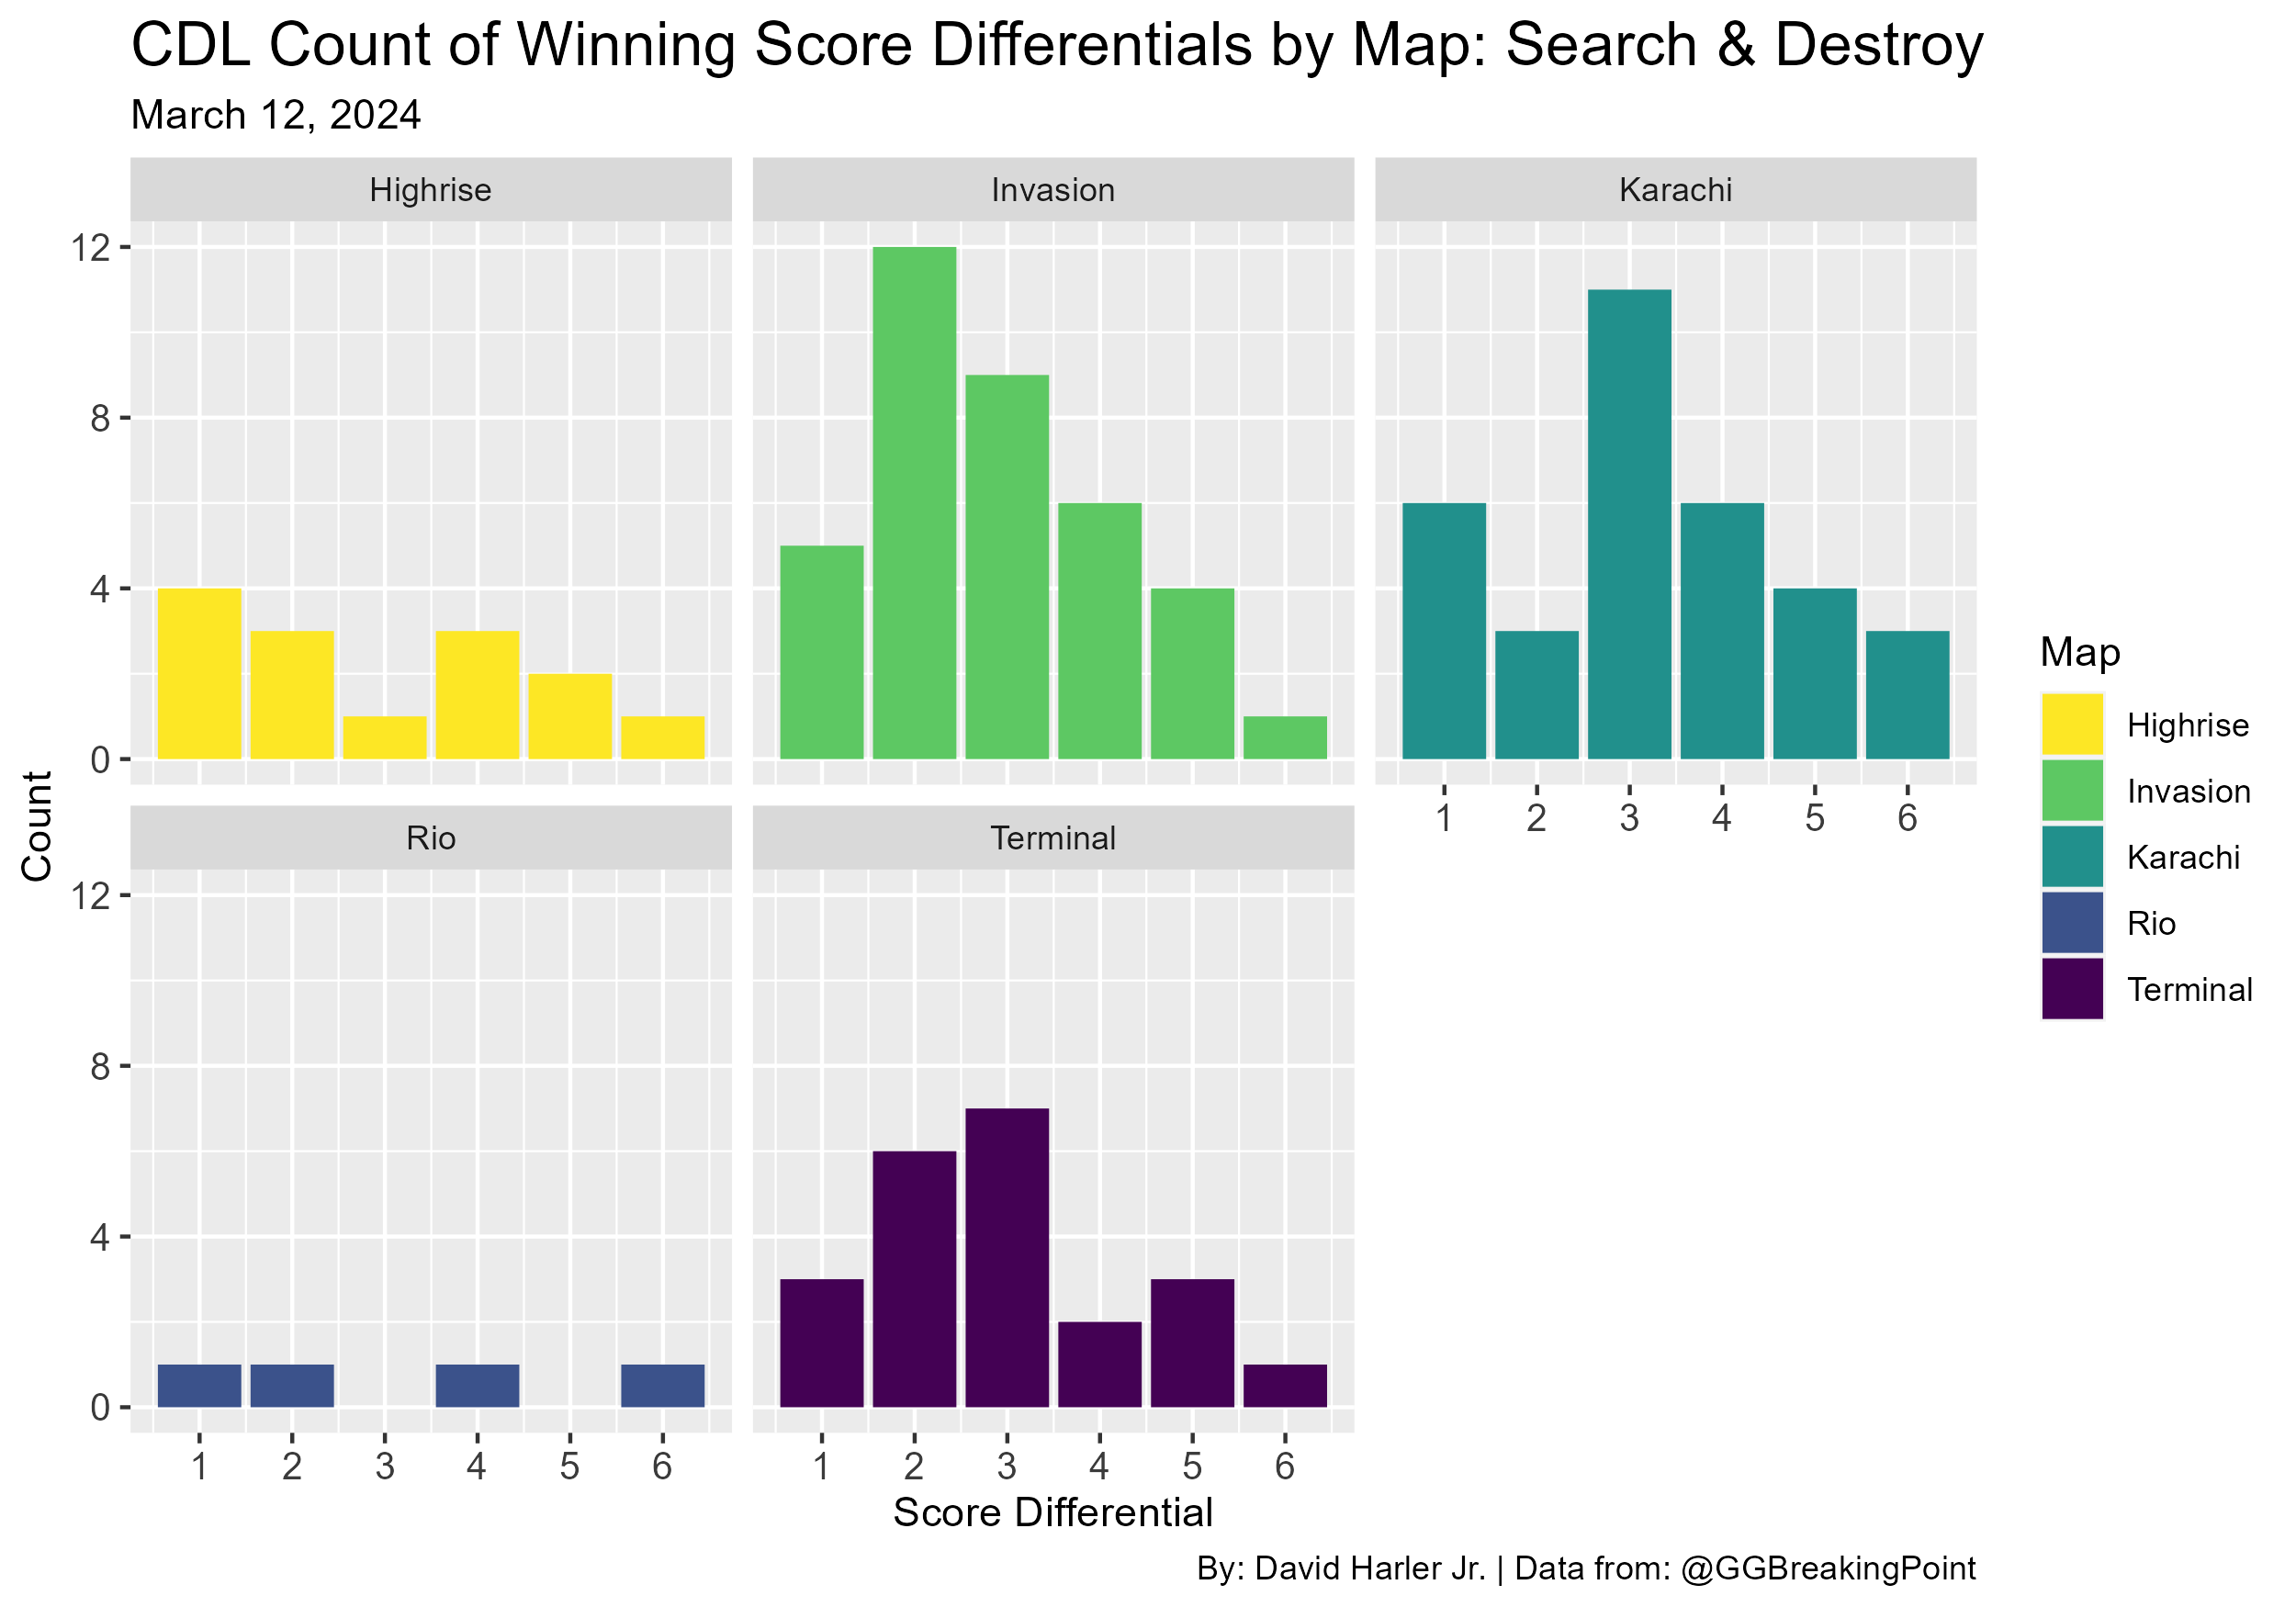 CDL Count of Winning Score Differentials by Map: Search & Destroy
March 12, 2024
Highrise
Invasion
Karachi
12
8
4
0
1 2 3 4 5 6
Rio
Terminal
12
8
4
0
1 2 3 4 5 6
1 2 3 4 5 6
Count
Score Differential
Map
Highrise
Invasion
Karachi
Rio
Terminal
By: David Harler Jr. | Data from: @GGBreakingPoint